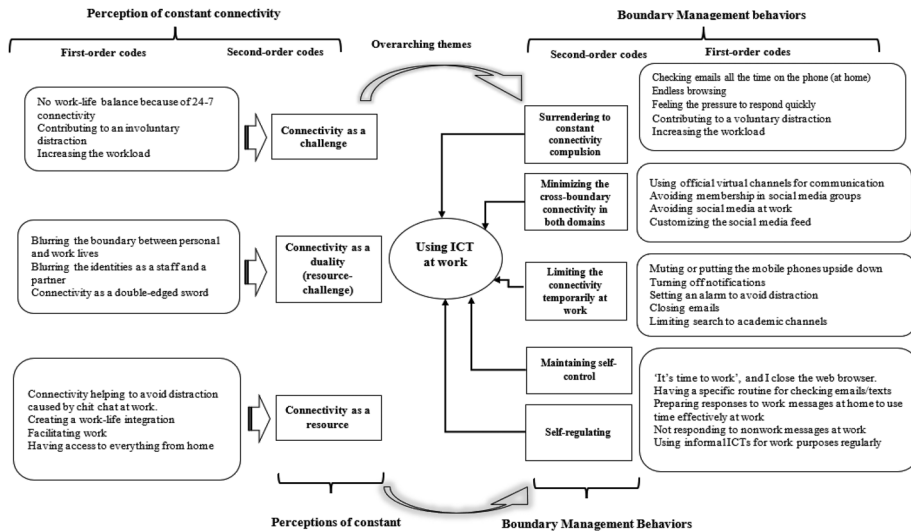 Perception of constant connectivity
Boundary Management behaviors
First-order codes
Second-order codes
Overarching themes
Second-order codes
First-order codes
No work-life balance because of 24-7
connectivity
Contributing to an involuntary
distraction
Increasing the workload
Connectivity as a
challenge
Surrendering to
constant
connectivity
compulsion
Checking emails all the time on the phone (at home)
Endless browsing
Feeling the pressure to respond quickly
Contributing to a voluntary distraction
Increasing the workload
Minimizing the
cross-boundary
connectivity in
both domains
Using official virtual channels for communication
Avoiding membership in social media groups
Avoiding social media at work
Customizing the social media feed
Blurring the boundary between personal
and work lives
Blurring the identities as a staff and a
partner
Connectivity as a double-edged sword
Connectivity as a
duality
(resource-
challenge)
Using ICT
at work
Limiting the
connectivity
temporarily at
work
Muting or putting the mobile phones upside down
Turning off notifications
Setting an alarm to avoid distraction
Closing emails
Limiting search to academic channels
Connectivity helping to avoid distraction
caused by chit chat at work.
Creating a work-life integration
Facilitating work
Having access to everything from home
Connectivity as a
resource
Maintaining self-
control
Self-regulating
‘It’s time to work’, and I close the web browser.
Having a specific routine for checking emails/texts
Preparing responses to work messages at home to use
time effectively at work
Not responding to nonwork messages at work
Using informal ICTs for work purposes regularly
Perceptions of constant
Boundary Management Behaviors